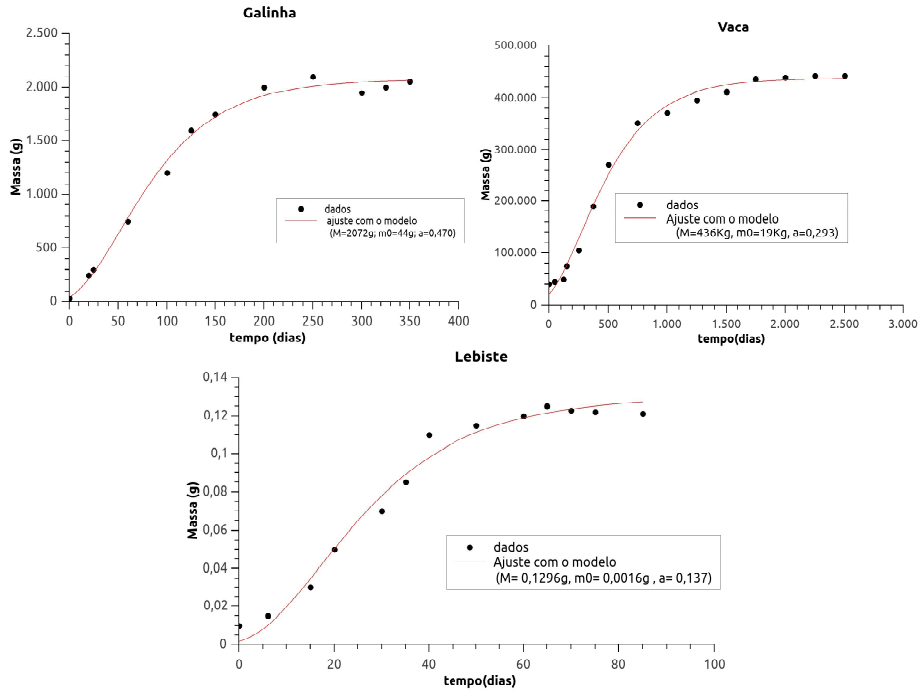 Galinha
2.500
2.000
1.500
1.000
500
0
Massa (g)
0 50 100 150 200 250 300 350 400
tempo (dias)
dados
ajuste com o modelo
(M=2072g; m0=44g; a=0,470)
Vaca
500.000
400.000
300.000
200.000
100.000
0
Massa (g)
0 500 1.000 1.500 2.000 2.500 3.000
tempo(dias)
dados
Ajuste com o modelo
(M=436Kg, m0=19Kg, a=0,293)
Lebiste
0,14
0,12
0,1
0,08
0,06
0,04
0,02
0
Massa (g)
0 20 40 60 80 100
tempo(dias)
dados
Ajuste com o modelo
(M= 0,1296g, m0= 0,0016g , a= 0,137)